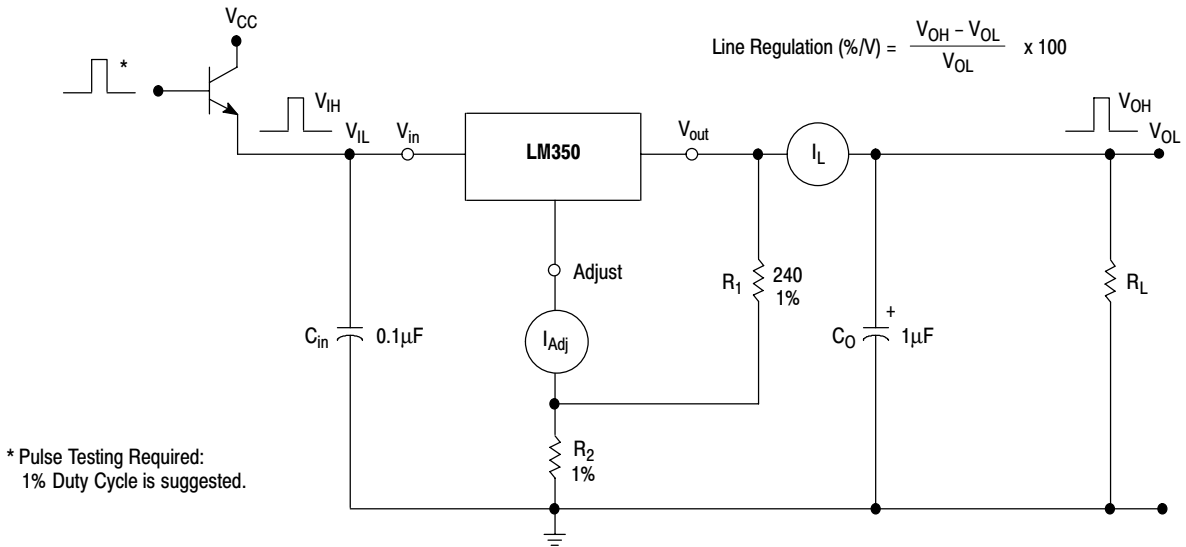 V_CC
Line Regulation (%/V) = (V_OH – V_OL) / V_OL x 100
*
V_IH
V_IL
V_in
LM350
V_out
I_L
V_OH
V_OL
Adjust
R_1
240
1%
R_L
C_in
0.1µF
I_Adj
C_O
+
1µF
R_2
1%
* Pulse Testing Required:
1% Duty Cycle is suggested.